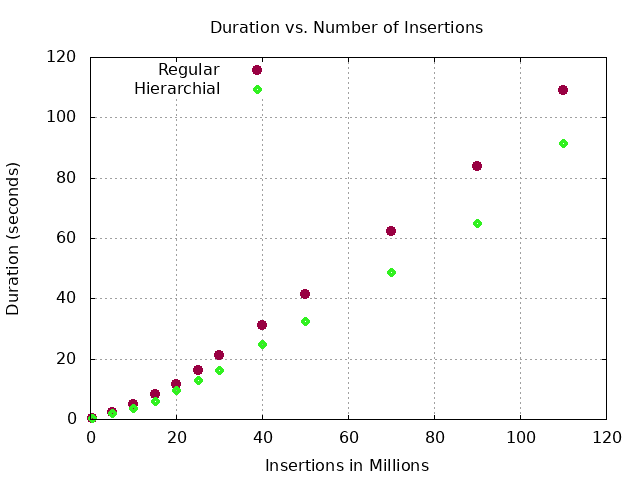 Duration vs. Number of Insertions
120
100
80
60
40
20
0
Duration (seconds)
Regular
Hierarchial
0 20 40 60 80 100 120
Insertions in Millions